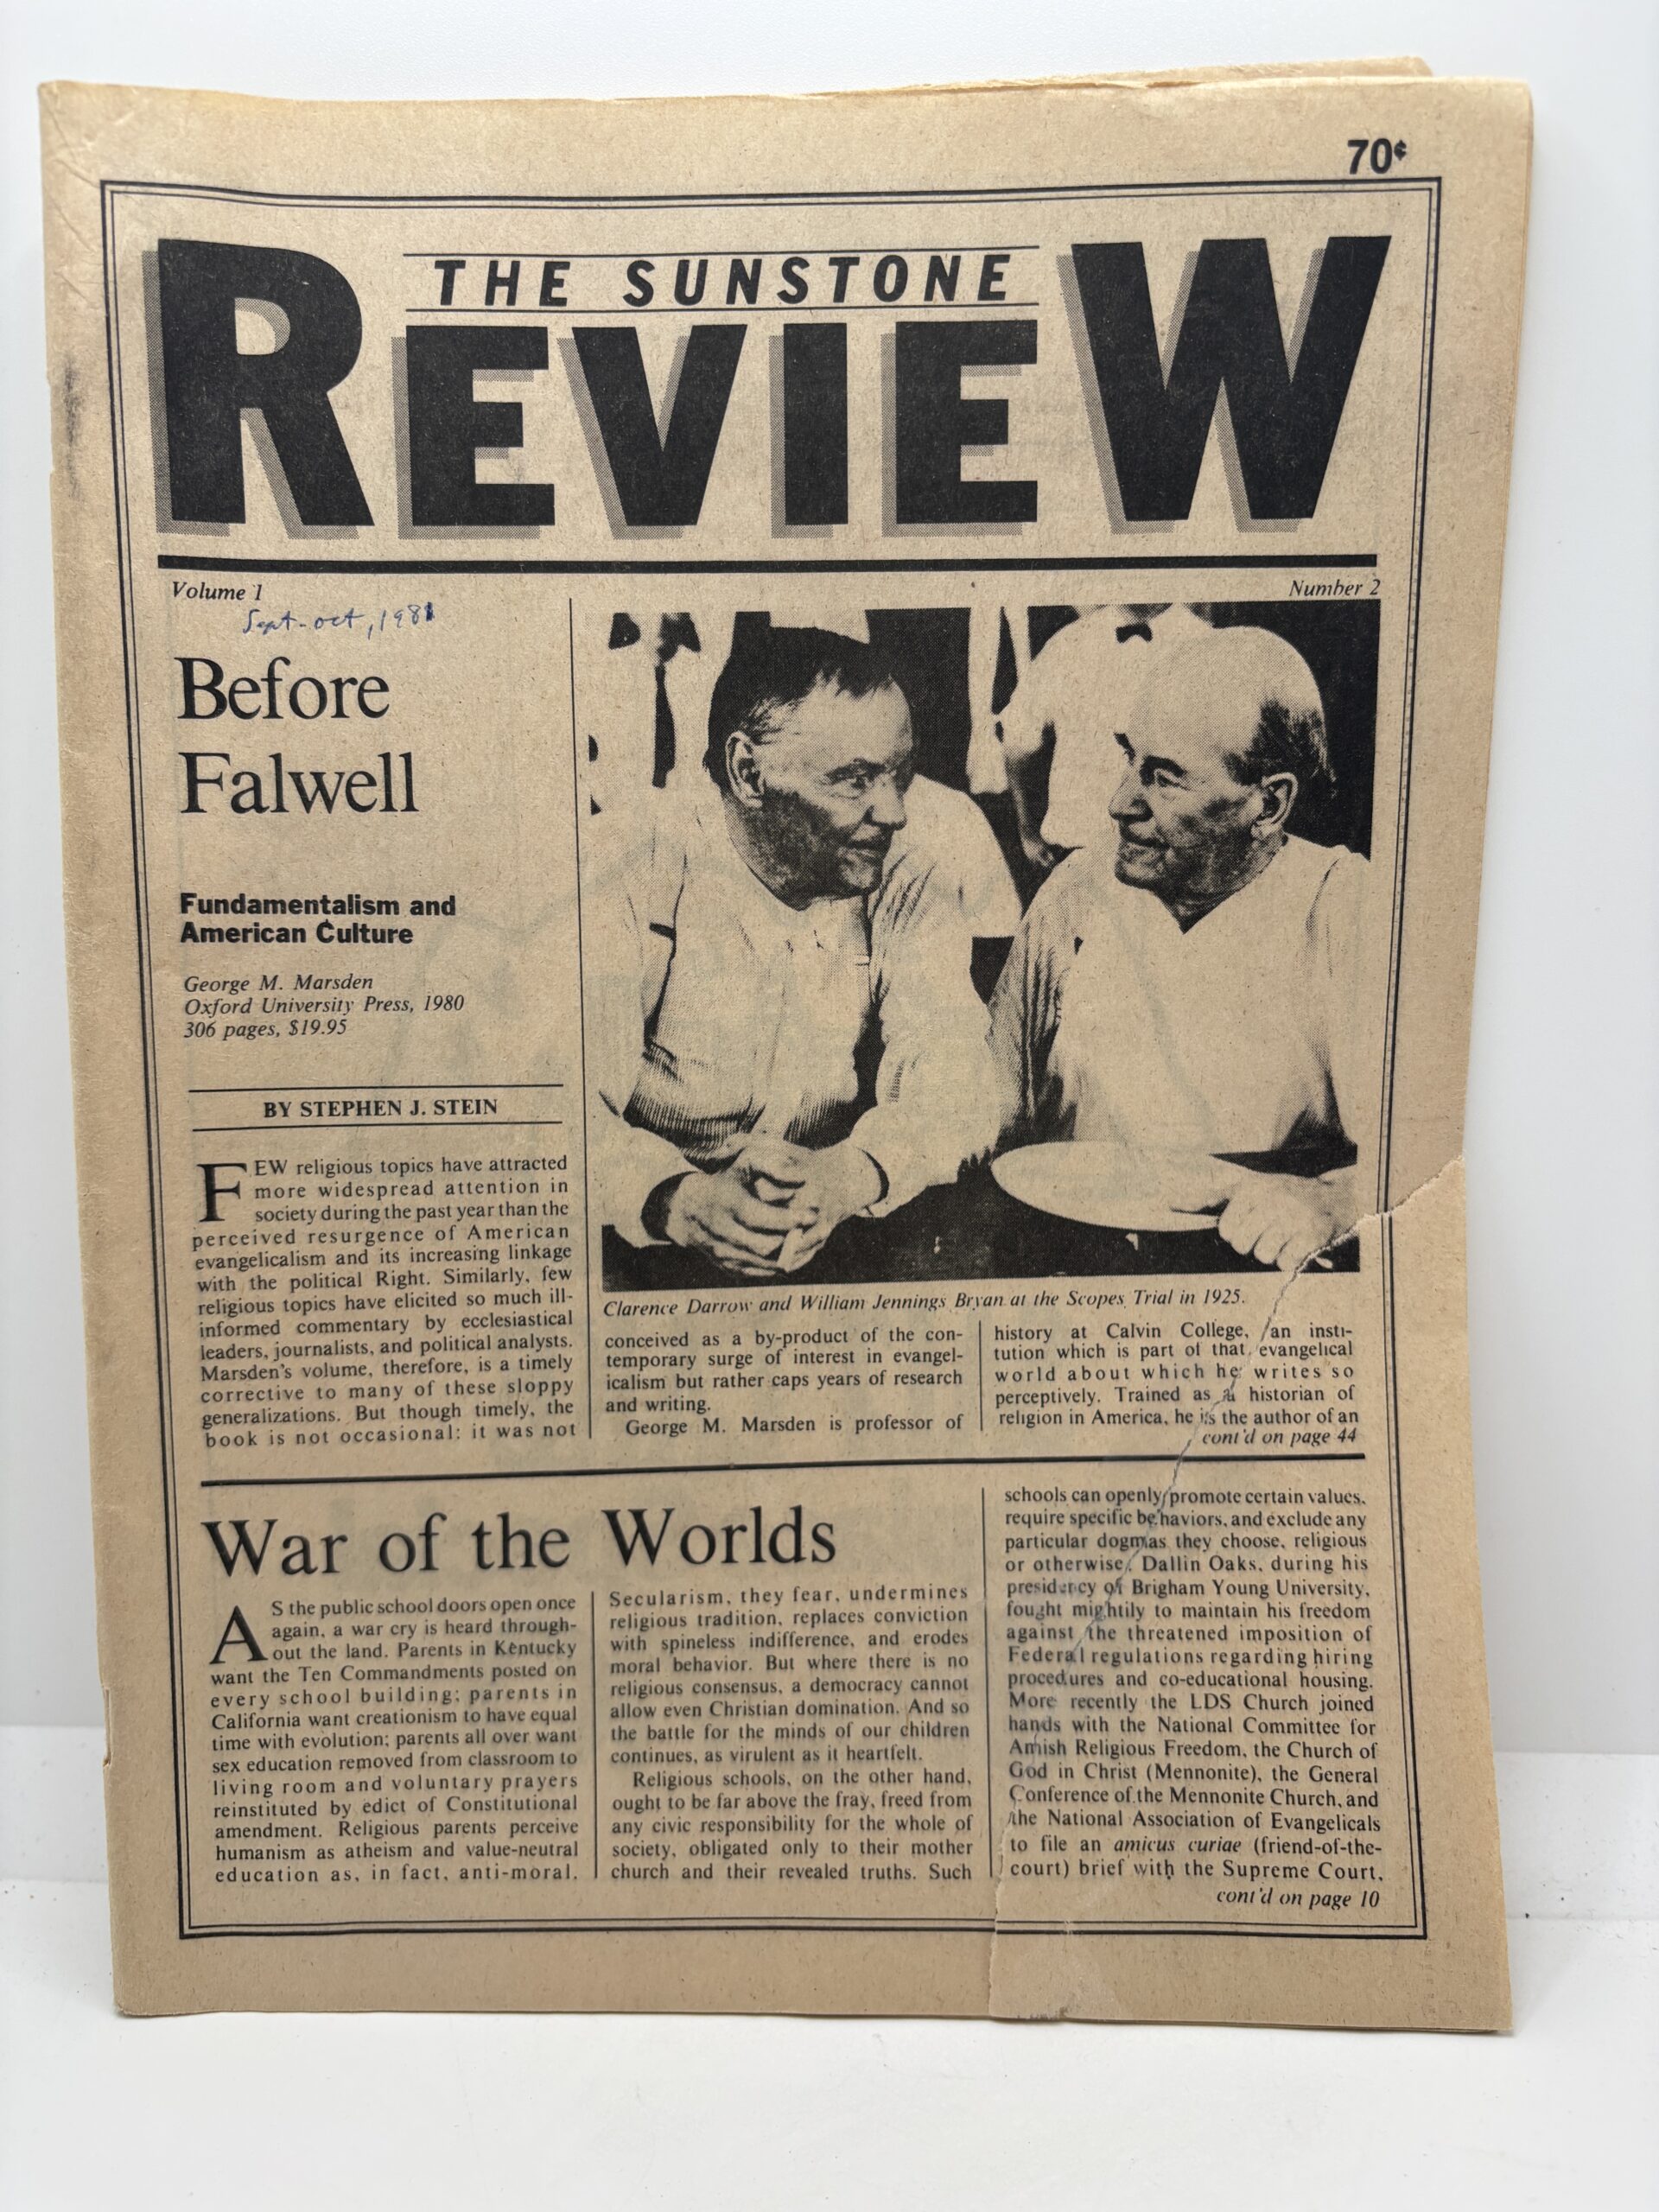 70¢
THE SUNSTONE
REVIEW
Volume 1
Number 2
Sept-oct, 1981
Before
Falwell
Fundamentalism and
American Culture
George M. Marsden
Oxford University Press, 1980
306 pages, $19.95
BY STEPHEN J. STEIN
FEW religious topics have attracted
more widespread attention in
society during the past year than the
perceived resurgence of American
evangelicalism and its increasing linkage
with the political Right. Similarly, few
religious topics have elicited so much ill-
informed commentary by ecclesiastical
leaders, journalists, and political analysts.
Marsden's volume, therefore, is a timely
corrective to many of these sloppy
generalizations. But though timely, the
book is not occasional: it was not
Clarence Darrow and William Jennings Bryan at the Scopes Trial in 1925.
conceived as a by-product of the con-
temporary surge of interest in evangel-
icalism but rather caps years of research
and writing.
George M. Marsden is professor of
history at Calvin College, an insti-
tution which is part of that evangelical
world about which he writes so
perceptively. Trained as a historian of
religion in America, he is the author of an
cont'd on page 44
War of the Worlds
AS the public school doors open once
again, a war cry is heard through-
out the land. Parents in Kentucky
want the Ten Commandments posted on
every school building; parents in
California want creationism to have equal
time with evolution; parents all over want
sex education removed from classroom to
living room and voluntary prayers
reinstituted by edict of Constitutional
amendment. Religious parents perceive
humanism as atheism and value-neutral
education as, in fact, anti-moral.
Secularism, they fear, undermines
religious tradition, replaces conviction
with spineless indifference, and erodes
moral behavior. But where there is no
religious consensus, a democracy cannot
allow even Christian domination. And so
the battle for the minds of our children
continues, as virulent as it heartfelt.
Religious schools, on the other hand,
ought to be far above the fray, freed from
any civic responsibility for the whole of
society, obligated only to their mother
church and their revealed truths. Such
schools can openly promote certain values,
require specific behaviors, and exclude any
particular dogmas they choose, religious
or otherwise. Dallin Oaks, during his
presidency of Brigham Young University,
fought mightily to maintain his freedom
against the threatened imposition of
Federal regulations regarding hiring
procedures and co-educational housing.
More recently the LDS Church joined
hands with the National Committee for
Amish Religious Freedom, the Church of
God in Christ (Mennonite), the General
Conference of the Mennonite Church, and
the National Association of Evangelicals
to file an amicus curiae (friend-of-the-
court) brief with the Supreme Court,
cont'd on page 10